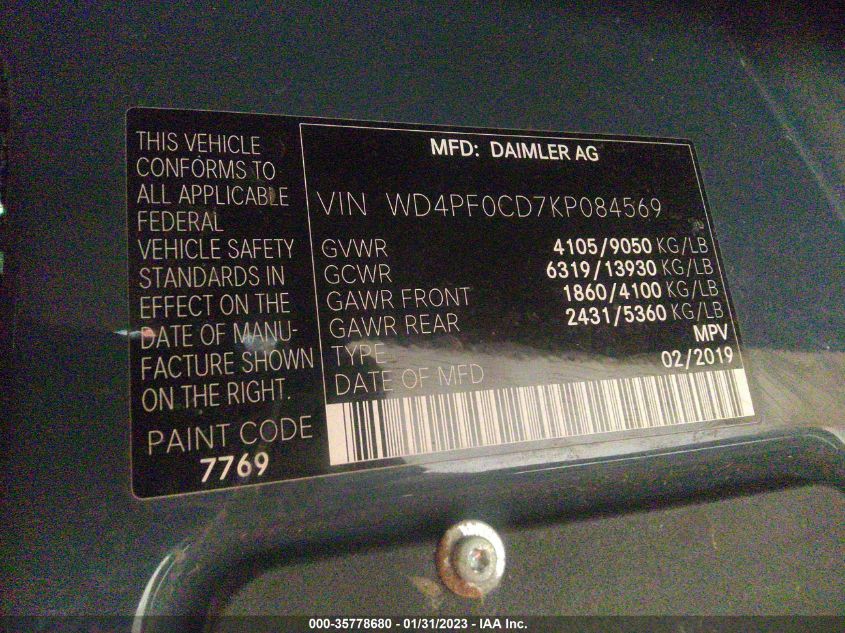 THIS VEHICLE
CONFORMS TO
ALL APPLICABLE
FEDERAL
VEHICLE SAFETY
STANDARDS IN
EFFECT ON THE
DATE OF MANU-
FACTURE SHOWN
ON THE RIGHT.
PAINT CODE
7769
MFD: DAIMLER AG
VIN WD4PF0CD7KP084569
GVWR 4105/9050 KG/LB
GCWR 6319/13930 KG/LB
GAWR FRONT 1860/4100 KG/LB
GAWR REAR 2431/5360 KG/LB
TYPE MPV
DATE OF MFD 02/2019
000-35778680 - 01/31/2023 - IAA Inc.